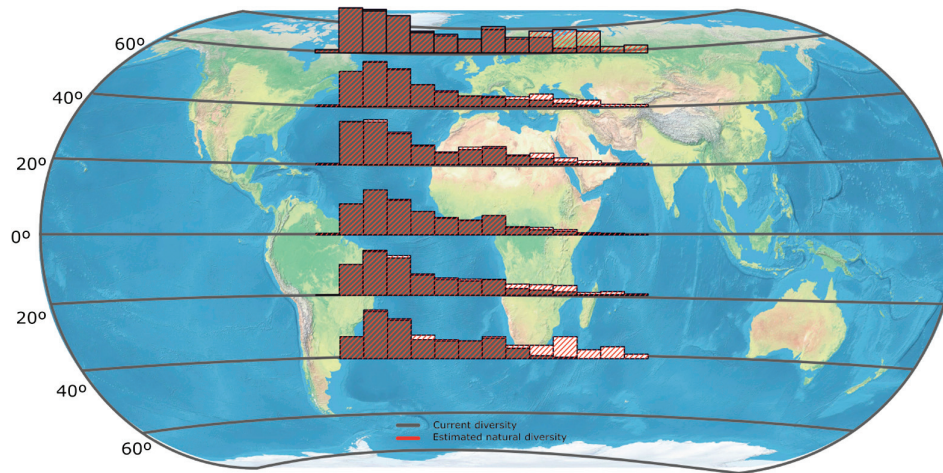 60º
40º
20º
0º
20º
40º
60º
Current diversity
Estimated natural diversity